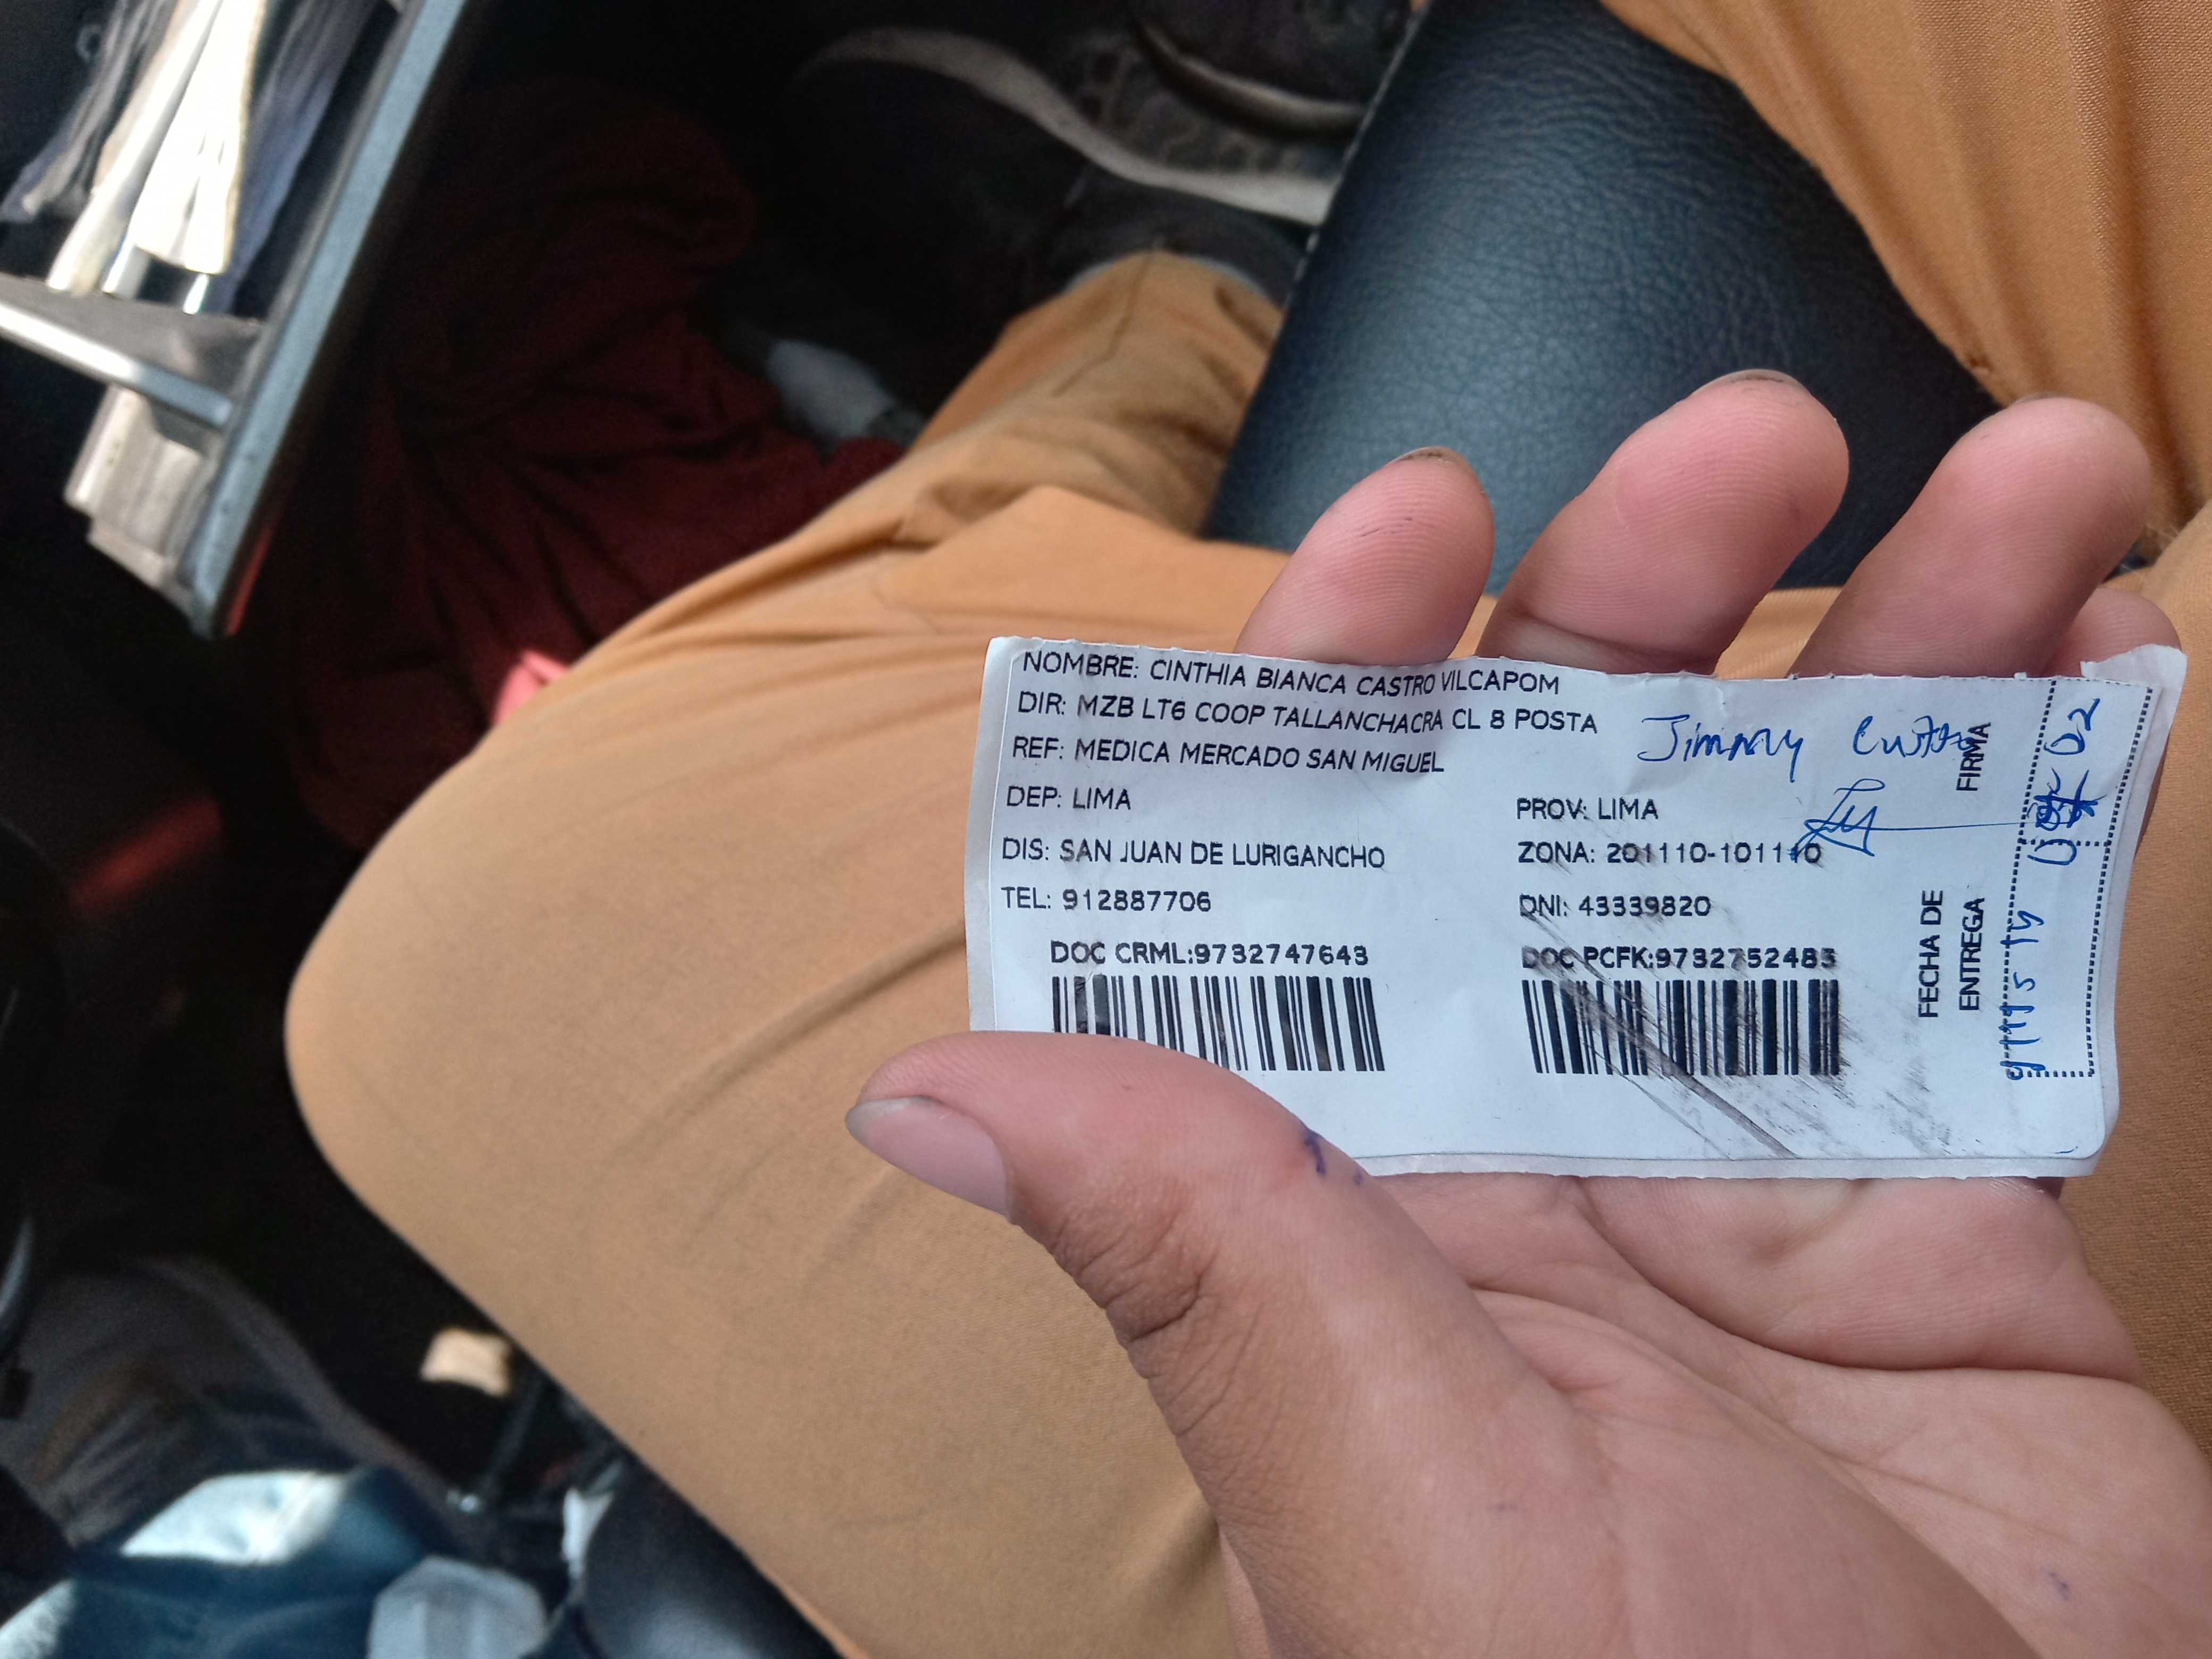 NOMBRE: CINTHIA BIANCA CASTRO VILCAPOM
DIR: MZB LT6 COOP TALLANCHACRA CL 8 POSTA
REF: MEDICA MERCADO SAN MIGUEL
Jimmy
FIRMA
DEP: LIMA
PROV: LIMA
DIS: SAN JUAN DE LURIGANCHO
ZONA: 201110-101110
TEL: 912887706
DNI: 43339820
DOC CRML:9732747643
DOC PCFK:9732752483
FECHA DE
ENTREGA